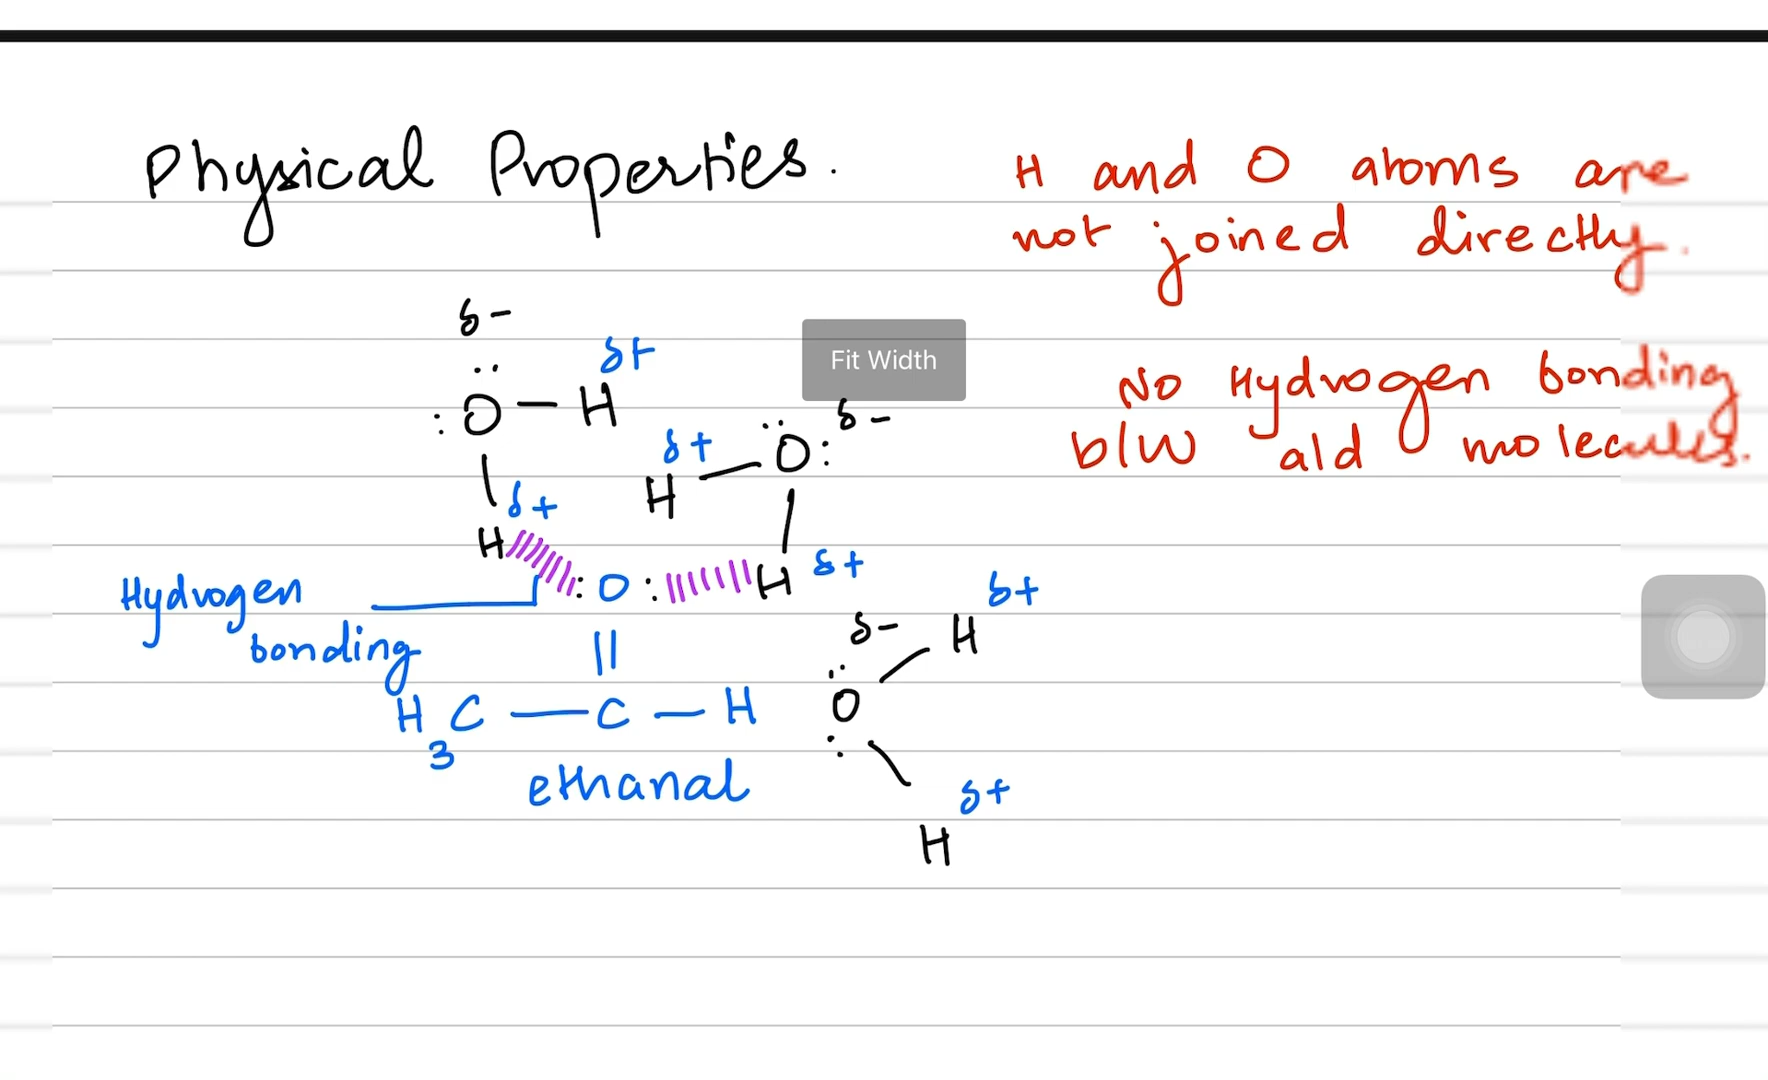 Physical Properties.
H and O atoms are
not joined directly.
δ-
δ+
Fit Width
:O-H
δ-
No Hydrogen bonding
b/w ald molecules.
δ+
H-O:
δ+
H
Hydrogen
bonding
:O:
H
δ+
δ+
δ-
H
H3C-C-H
O
ethanal
δ+
H